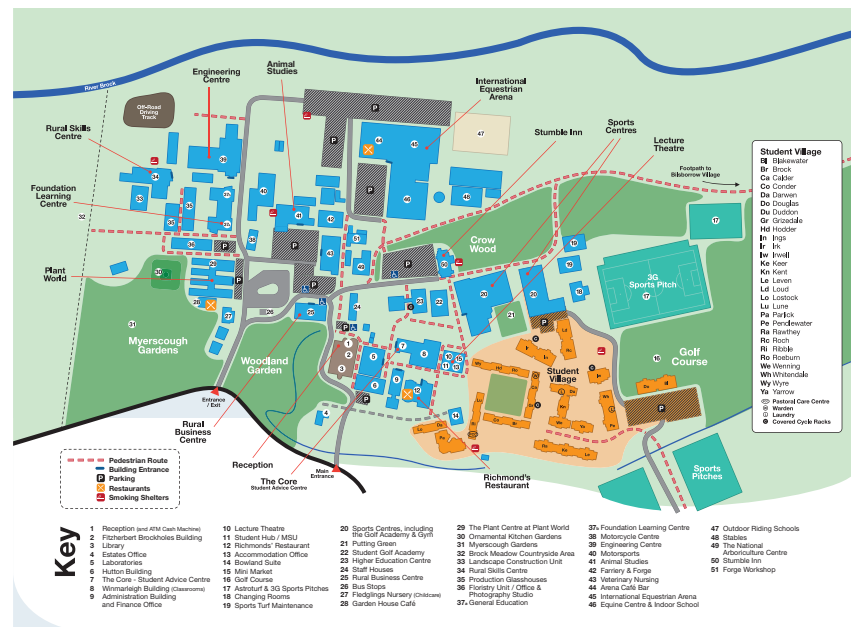 River Brock
Engineering
Centre
Animal
Studies
International
Equestrian
Arena
Stumble Inn
Sports
Centres
Lecture
Theatre
Off-Road
Driving
Track
Rural Skills
Centre
Foundation
Learning
Centre
Plant
World
Myerscough
Gardens
Woodland
Garden
Crow
Wood
3G
Sports Pitch
Golf
Course
Student
Village
Sports
Pitches
Footpath to
Bilsborrow Village
Entrance
/ Exit
Main
Entrance
Rural
Business
Centre
Reception
The Core
Student Advice Centre
Richmond's
Restaurant
Student Village
Bl Blakewater
Br Brock
Ca Calder
Co Conder
Da Darwen
Do Douglas
Du Duddon
Gr Grizedale
Hd Hodder
In Ings
Ir Irk
Iw Irwell
Ke Keer
Kn Kent
Le Leven
Ld Loud
Lo Lostock
Lu Lune
Pa Parlick
Pe Pendlewater
Ra Rawthey
Ro Roch
Ri Ribble
Ro Roeburn
We Wenning
Wh Whitendale
Wy Wyre
Ya Yarrow
Pastoral Care Centre
Warden
Laundry
Covered Cycle Racks
Pedestrian Route
Building Entrance
P Parking
Restaurants
Smoking Shelters
Key
1 Reception (and ATM Cash Machine)
2 Fitzherbert Brockholes Building
3 Library
4 Estates Office
5 Laboratories
6 Hutton Building
7 The Core - Student Advice Centre
8 Winmarleigh Building (Classrooms)
9 Administration Building
and Finance Office
10 Lecture Theatre
11 Student Hub / MSU
12 Richmonds' Restaurant
13 Accommodation Office
14 Bowland Suite
15 Mini Market
16 Golf Course
17 Astroturf & 3G Sports Pitches
18 Changing Rooms
19 Sports Turf Maintenance
20 Sports Centres, including
the Golf Academy & Gym
21 Putting Green
22 Student Golf Academy
23 Higher Education Centre
24 Staff Houses
25 Rural Business Centre
26 Bus Stops
27 Fledglings Nursery (Childcare)
28 Garden House Café
29 The Plant Centre at Plant World
30 Ornamental Kitchen Gardens
31 Myerscough Gardens
32 Brock Meadow Countryside Area
33 Landscape Construction Unit
34 Rural Skills Centre
35 Production Glasshouses
36 Floristry Unit / Office &
Photography Studio
37a General Education
37b Foundation Learning Centre
38 Motorcycle Centre
39 Engineering Centre
40 Motorsports
41 Animal Studies
42 Farriery & Forge
43 Veterinary Nursing
44 Arena Café Bar
45 International Equestrian Arena
46 Equine Centre & Indoor School
47 Outdoor Riding Schools
48 Stables
49 The National
Arboriculture Centre
50 Stumble Inn
51 Forge Workshop